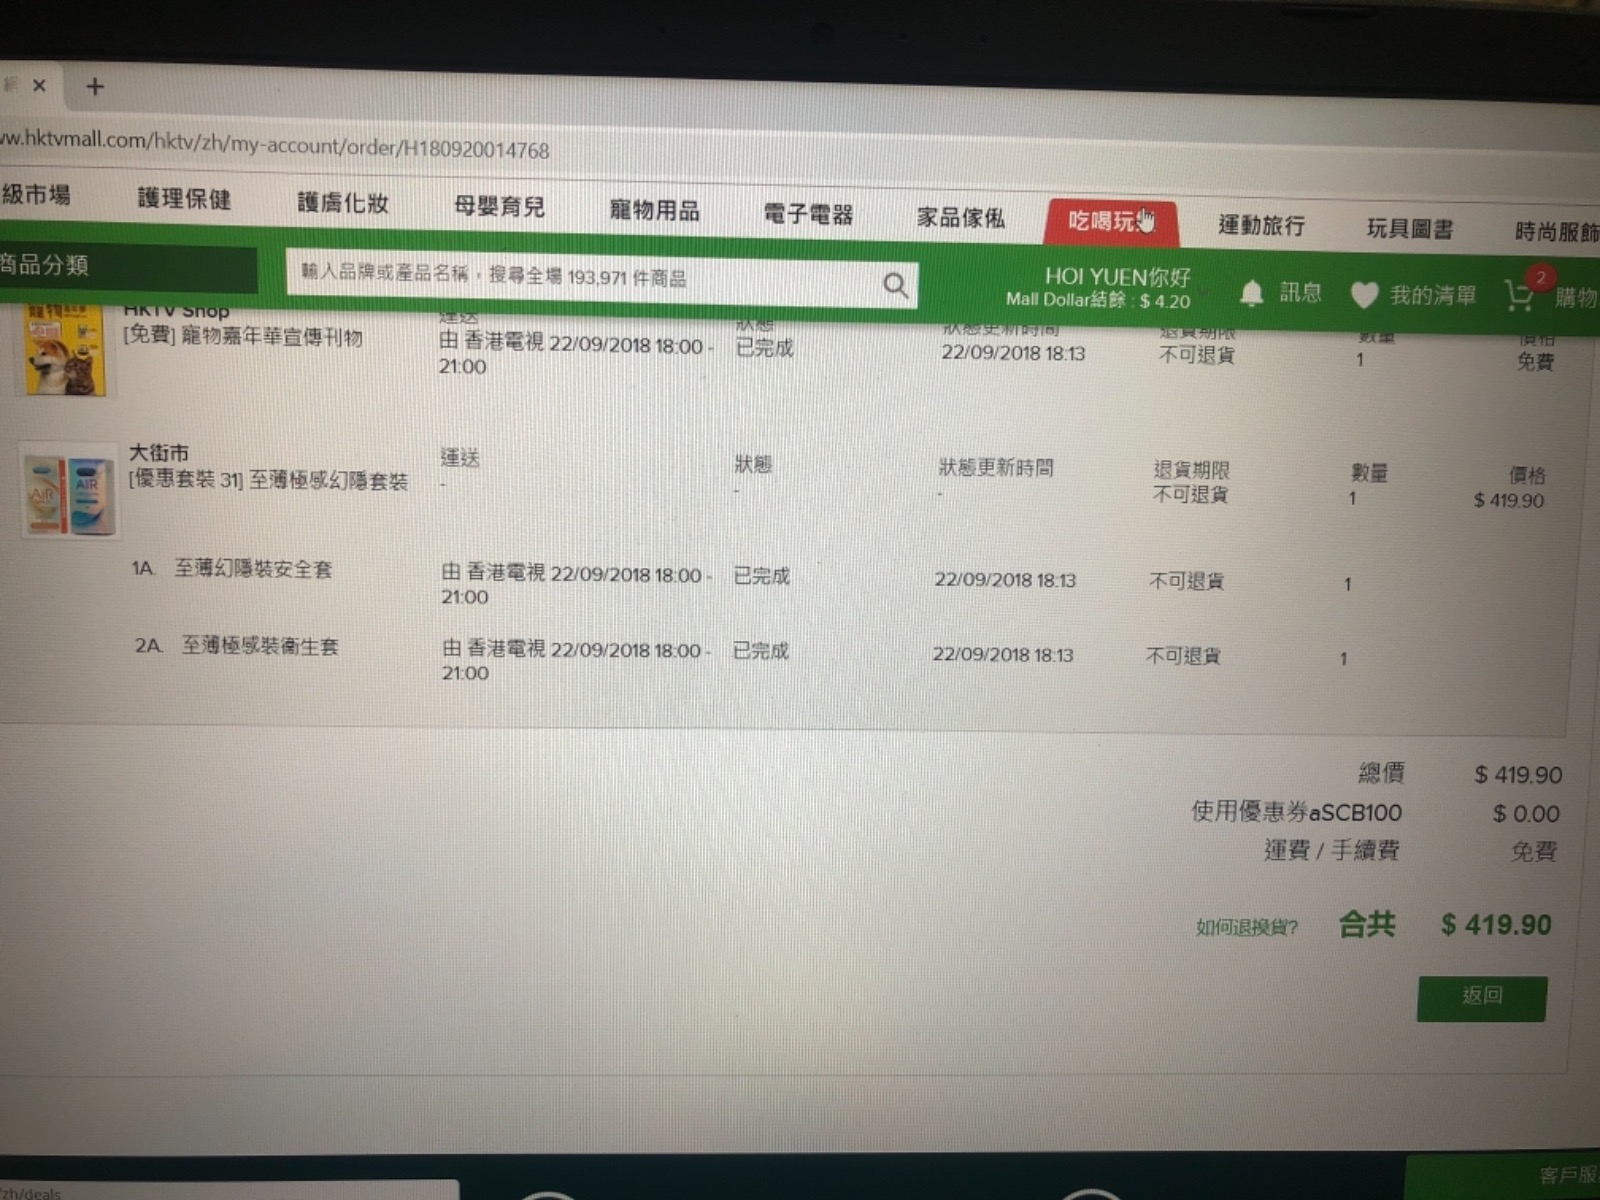 ×
+
ww.hktvmall.com/hktv/zh/my-account/order/H180920014768
級市場 護理保健 護膚化妝 母嬰育兒 寵物用品 電子電器 家品傢俬 吃喝玩 運動旅行 玩具圖書 時尚服飾
商品分類
輸入品牌或產品名稱，搜尋全場 193,971 件商品
HOI YUEN你好
Mall Dollar結餘 : $ 4.20
訊息
我的清單
2
購物
HKTV Shop 運送 狀態 狀態更新時間 退貨期限 數量 價格
[免費] 寵物嘉年華宣傳刊物 由 香港電視 22/09/2018 18:00 - 21:00 已完成 22/09/2018 18:13 不可退貨 1 免費
大街市 運送 狀態 狀態更新時間 退貨期限 數量 價格
[優惠套裝 31] 至薄極感幻隱套裝 - - - 不可退貨 1 $ 419.90
1A. 至薄幻隱裝安全套 由 香港電視 22/09/2018 18:00 - 21:00 已完成 22/09/2018 18:13 不可退貨 1
2A. 至薄極感裝衛生套 由 香港電視 22/09/2018 18:00 - 21:00 已完成 22/09/2018 18:13 不可退貨 1
總價 $ 419.90
使用優惠券aSCB100 $ 0.00
運費 / 手續費 免費
如何退換貨? 合共 $ 419.90
返回
客戶服
zh/deals